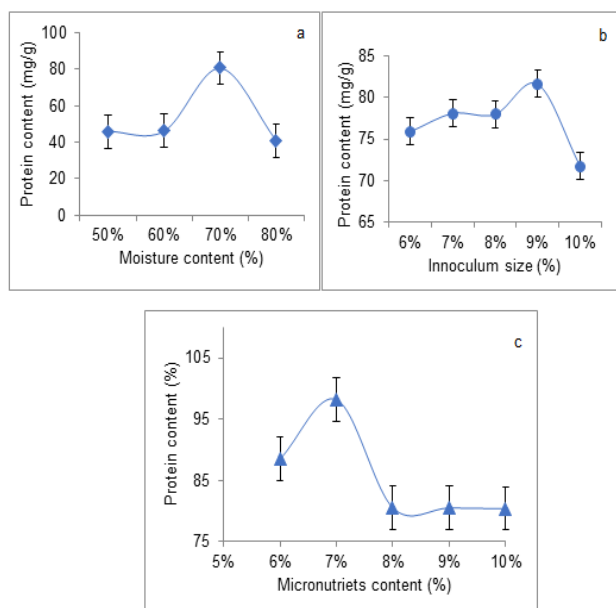 a
Protein content (mg/g)
100
80
60
40
20
0
50% 60% 70% 80%
Moisture content (%)
b
Protein content (mg/g)
85
80
75
70
65
6% 7% 8% 9% 10%
Innoculum size (%)
c
Protein content (%)
105
95
85
75
5% 6% 7% 8% 9% 10%
Micronutriets content (%)